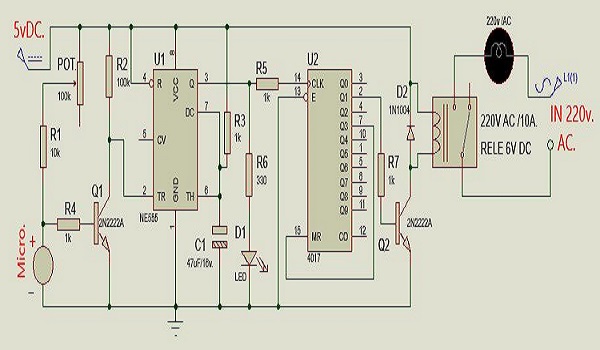 220v /AC
5vDC.
POT.
100k
R2
100k
U1
NE555
R
VCC
Q
DC
CV
TR
GND
TH
4
8
3
7
5
2
6
1
R5
1k
U2
4017
CLK
E
MR
Q0
Q1
Q2
Q3
Q4
Q5
Q6
Q7
Q8
Q9
CO
14
13
15
3
2
4
7
10
1
5
6
9
11
12
D2
1N1004
220V AC /10A.
RELE 6V DC
L1(1)
IN 220v.
AC.
R1
10k
R3
1k
R6
330
R7
1k
R4
1k
Q1
2N2222A
Q2
2N2222A
C1
47uF/16v.
D1
LED
Micro.
+
−